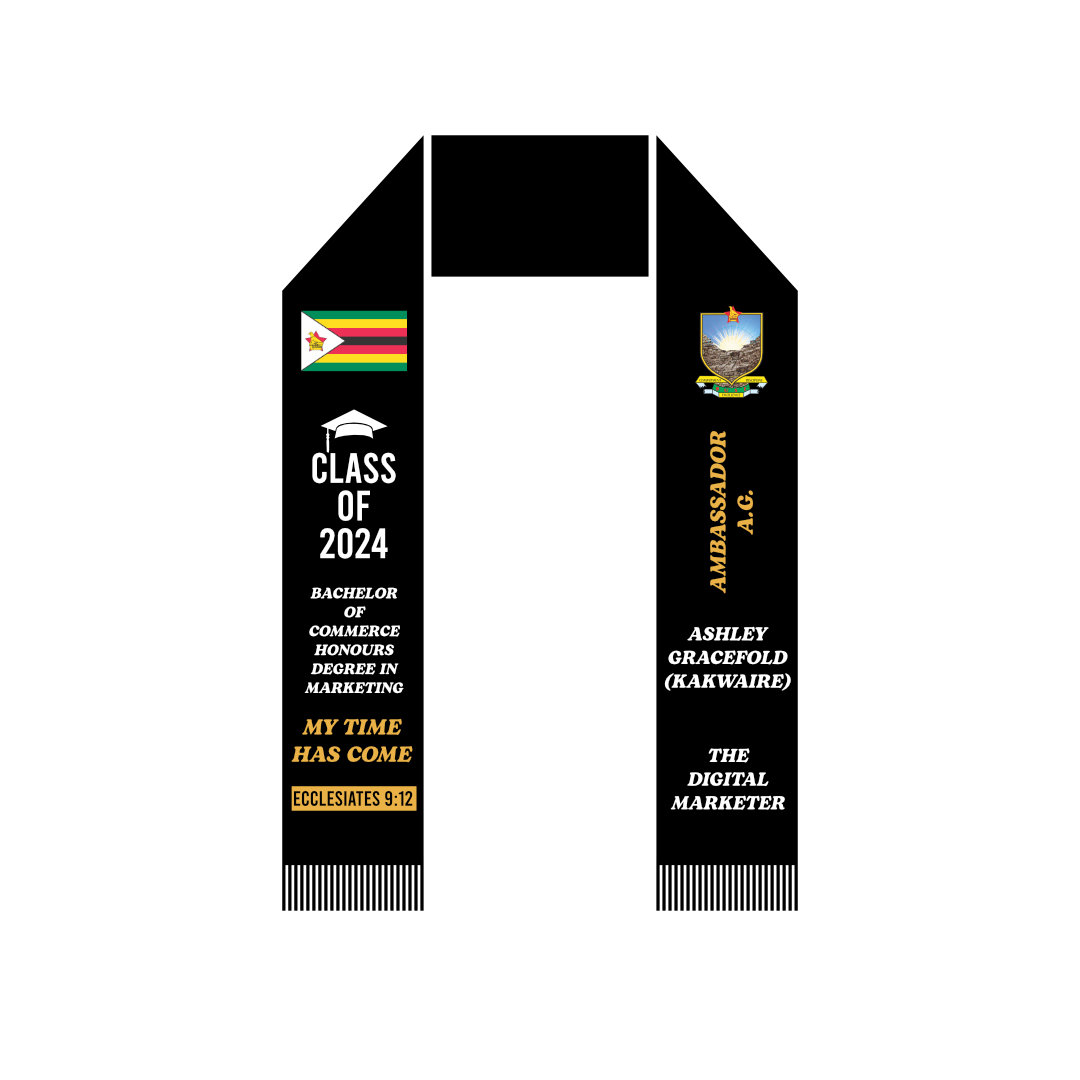 CLASS
OF
2024
BACHELOR
OF
COMMERCE
HONOURS
DEGREE IN
MARKETING
MY TIME
HAS COME
ECCLESIATES 9:12
AMBASSADOR
A.G.
ASHLEY
GRACEFOLD
(KAKWAIRE)
THE
DIGITAL
MARKETER